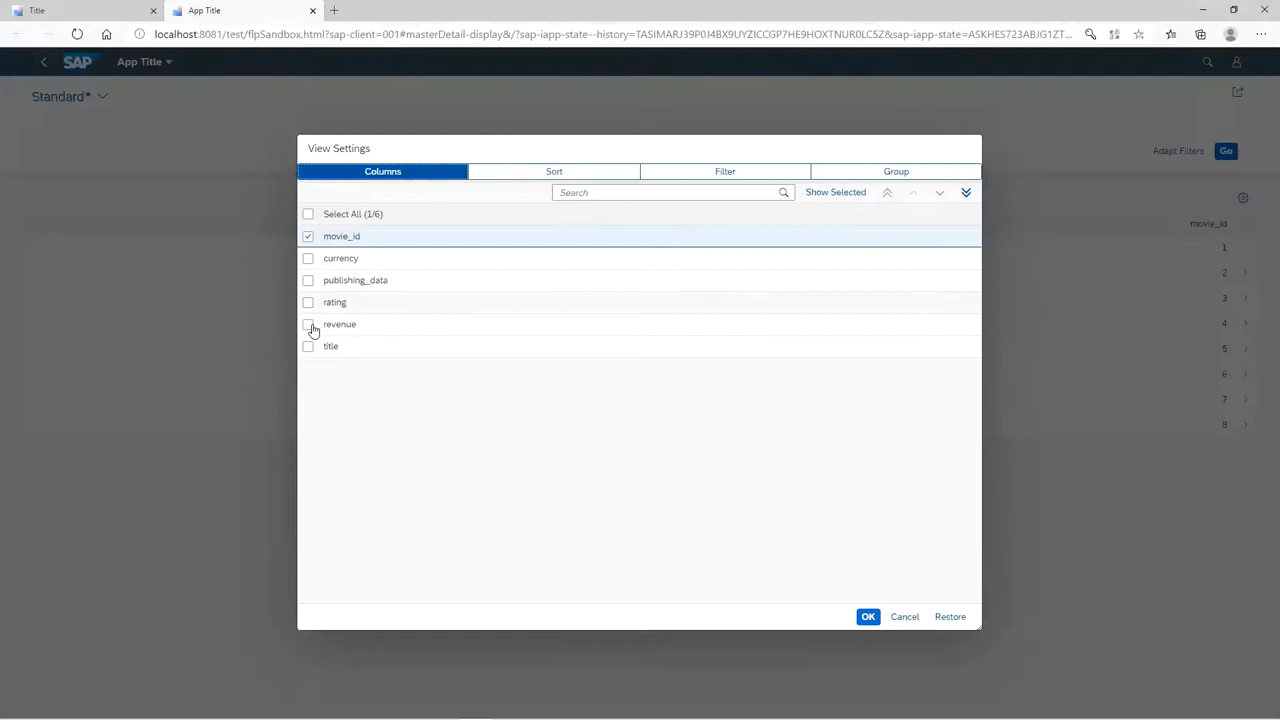 Title
App Title
localhost:8081/test/flpSandbox.html?sap-client=001#masterDetail-display&/?sap-iapp-state--history=TASIMARJ39P0J4BX9UYZICCGP7HE9HOXTNUR0LC5Z&sap-iapp-state=ASKHES723ABJG1ZT...
SAP App Title
Standard*
Adapt Filters Go
View Settings
Columns Sort Filter Group
Search Show Selected
Select All (1/6)
movie_id
currency
publishing_data
rating
revenue
title
OK Cancel Restore
movie_id
1
2
3
4
5
6
7
8